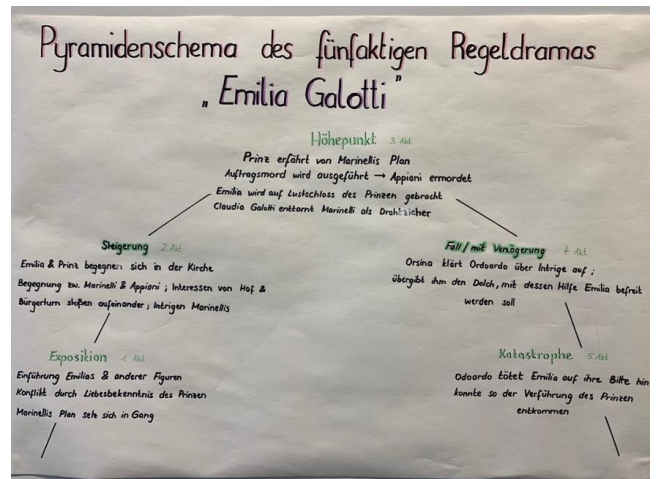 Pyramidenschema des fünfaktigen Regeldramas
„Emilia Galotti"
Höhepunkt 3. Akt
Prinz erfährt von Marinellis Plan
Auftragsmord wird ausgeführt → Appiani ermordet
Emilia wird auf Lustschloss des Prinzen gebracht
Claudia Galotti enttarnt Marinelli als Drahtzieher
Steigerung 2. Akt
Emilia & Prinz begegnen sich in der Kirche
Begegnung zw. Marinelli & Appiani ; Interessen von Hof &
Bürgertum stoßen aufeinander ; Intrigen Marinellis
Fall / mit Verzögerung 4. Akt
Orsina klärt Ordoardo über Intrige auf ;
übergibt ihm den Dolch, mit dessen Hilfe Emilia befreit
werden soll
Exposition 1. Akt
Einführung Emilias & anderer Figuren
Konflikt durch Liebesbekenntnis des Prinzen
Marinellis Plan seth sich in Gang
Katastrophe 5. Akt
Odoardo tötet Emilia auf ihre Bitte hin
konnte so der Verführung des Prinzen
entkommen